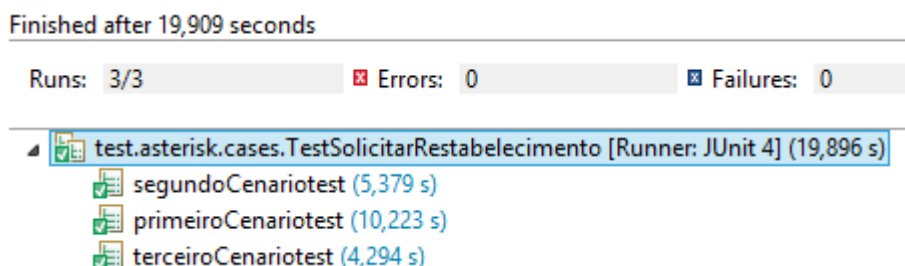 Finished after 19,909 seconds
Runs: 3/3 Errors: 0 Failures: 0
test.asterisk.cases.TestSolicitarRestabelecimento [Runner: JUnit 4] (19,896 s)
segundoCenariotest (5,379 s)
primeiroCenariotest (10,223 s)
terceiroCenariotest (4,294 s)